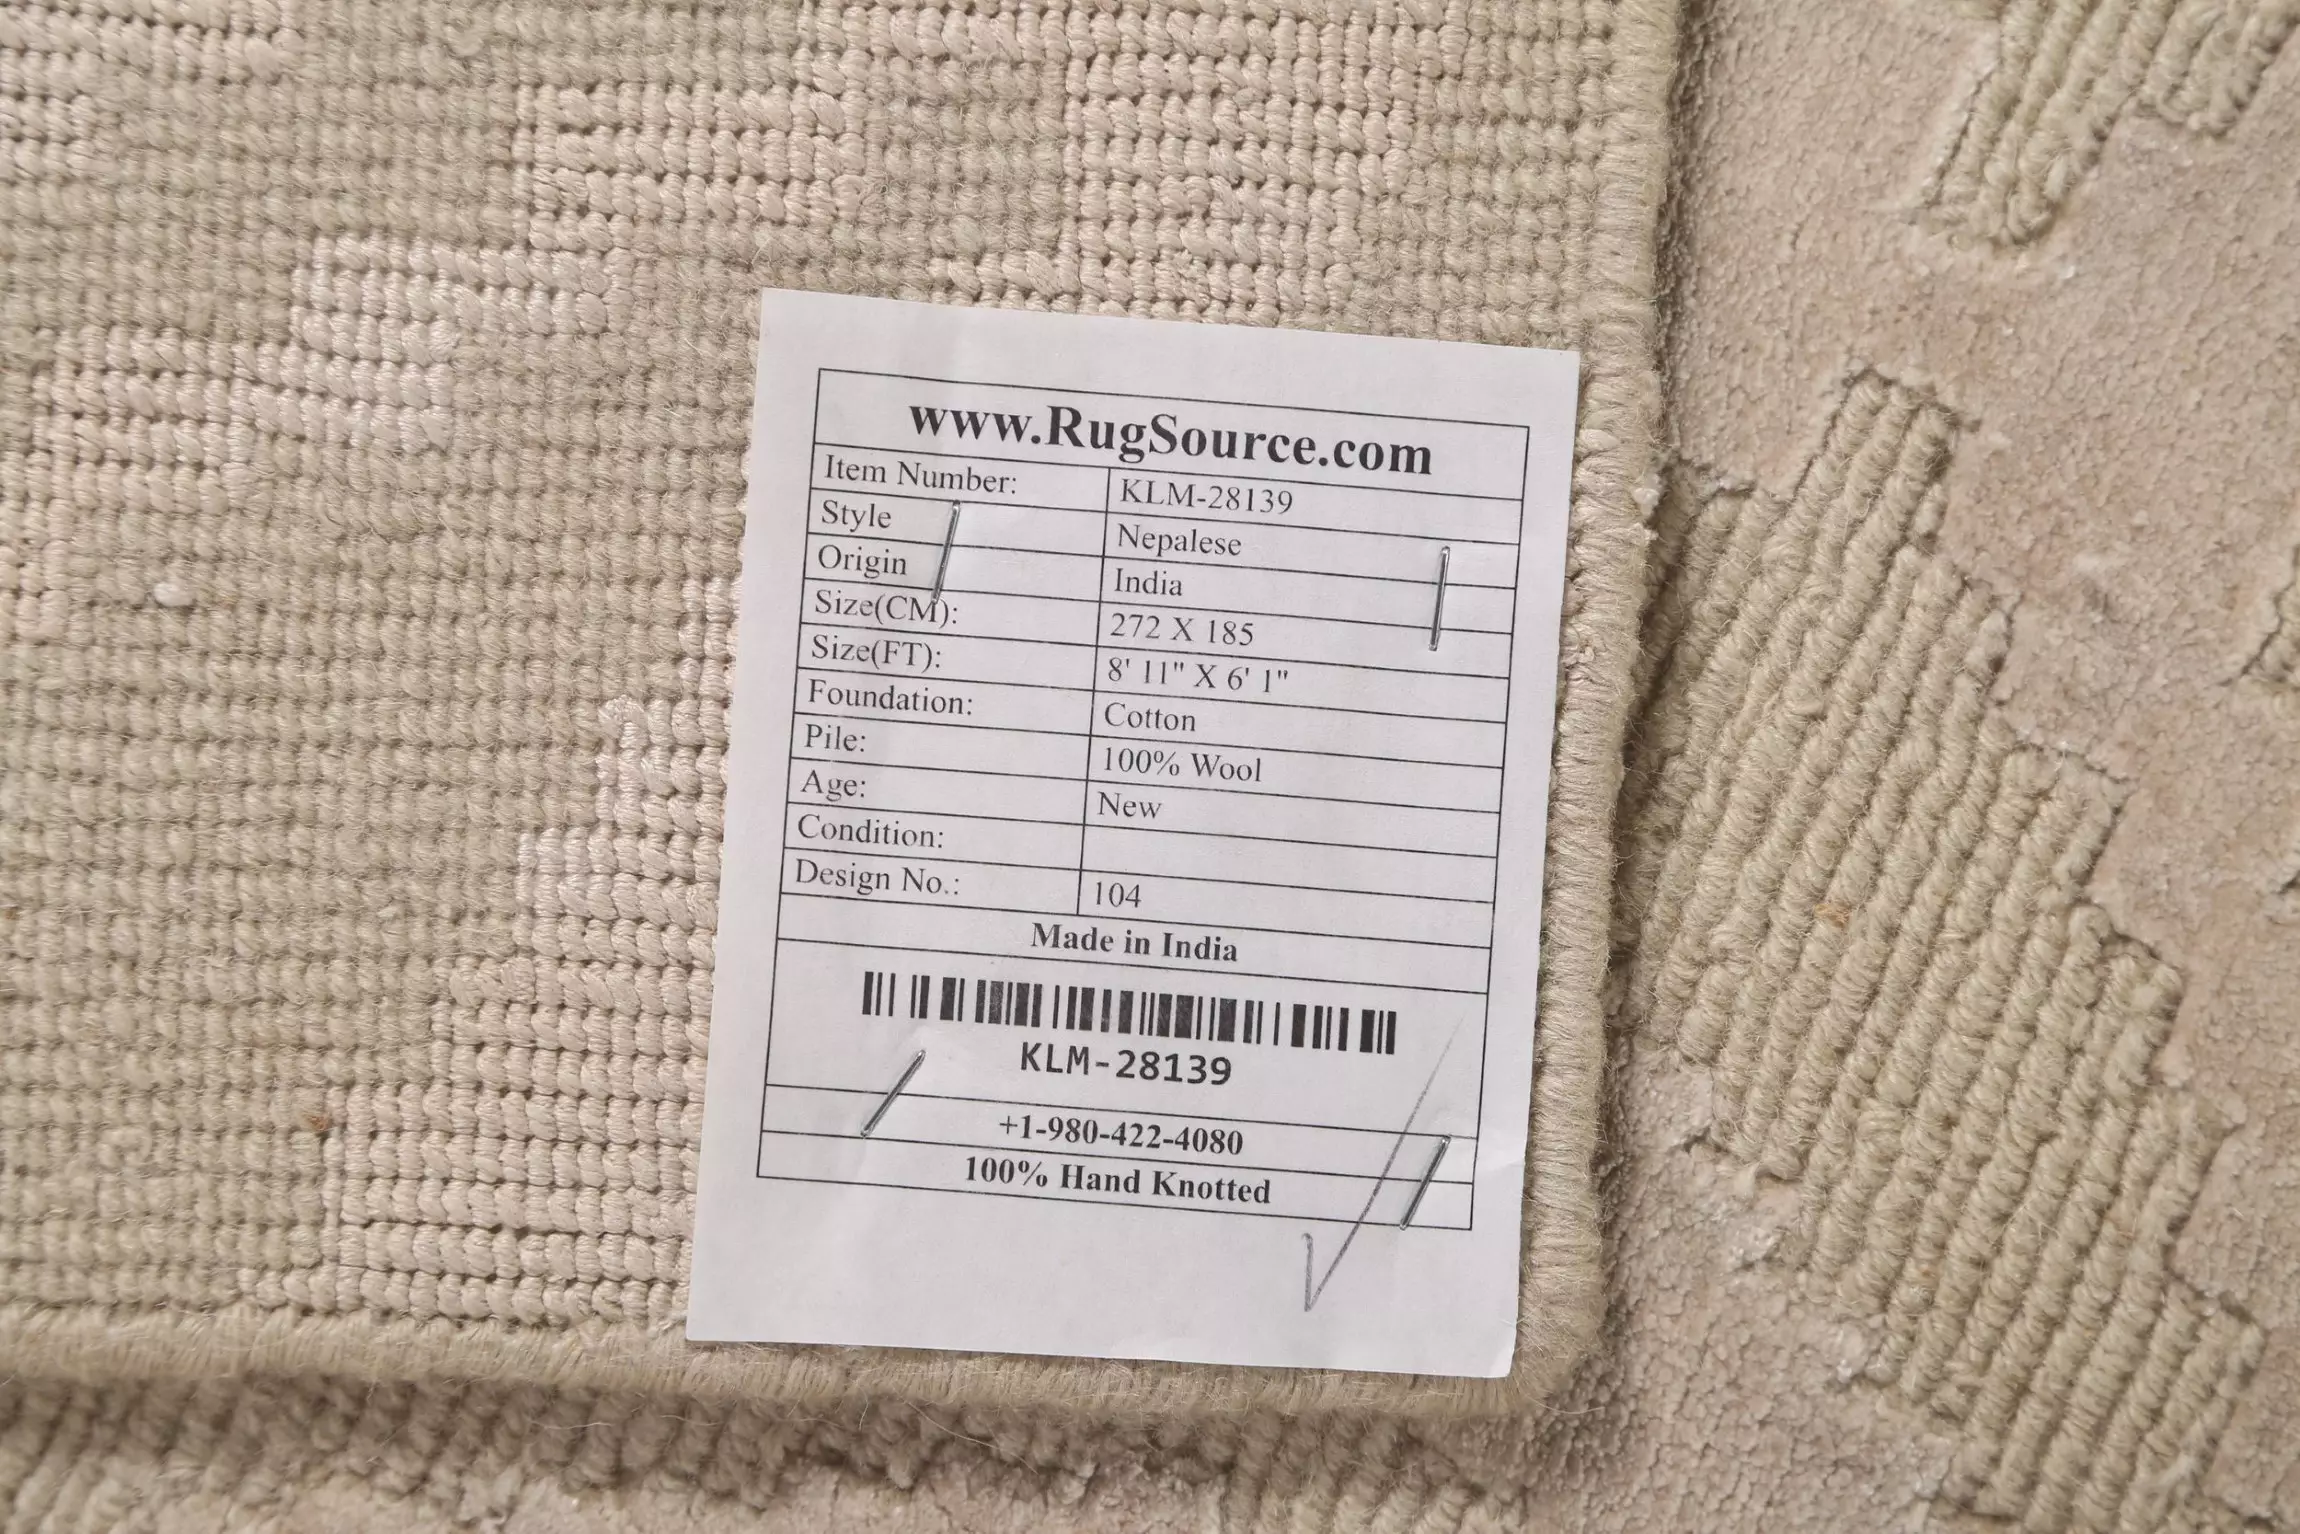 www.RugSource.com
Item Number: KLM-28139
Style Nepalese
Origin India
Size(CM): 272 X 185
Size(FT): 8' 11" X 6' 1"
Foundation: Cotton
Pile: 100% Wool
Age: New
Condition:
Design No.: 104
Made in India
KLM-28139
+1-980-422-4080
100% Hand Knotted